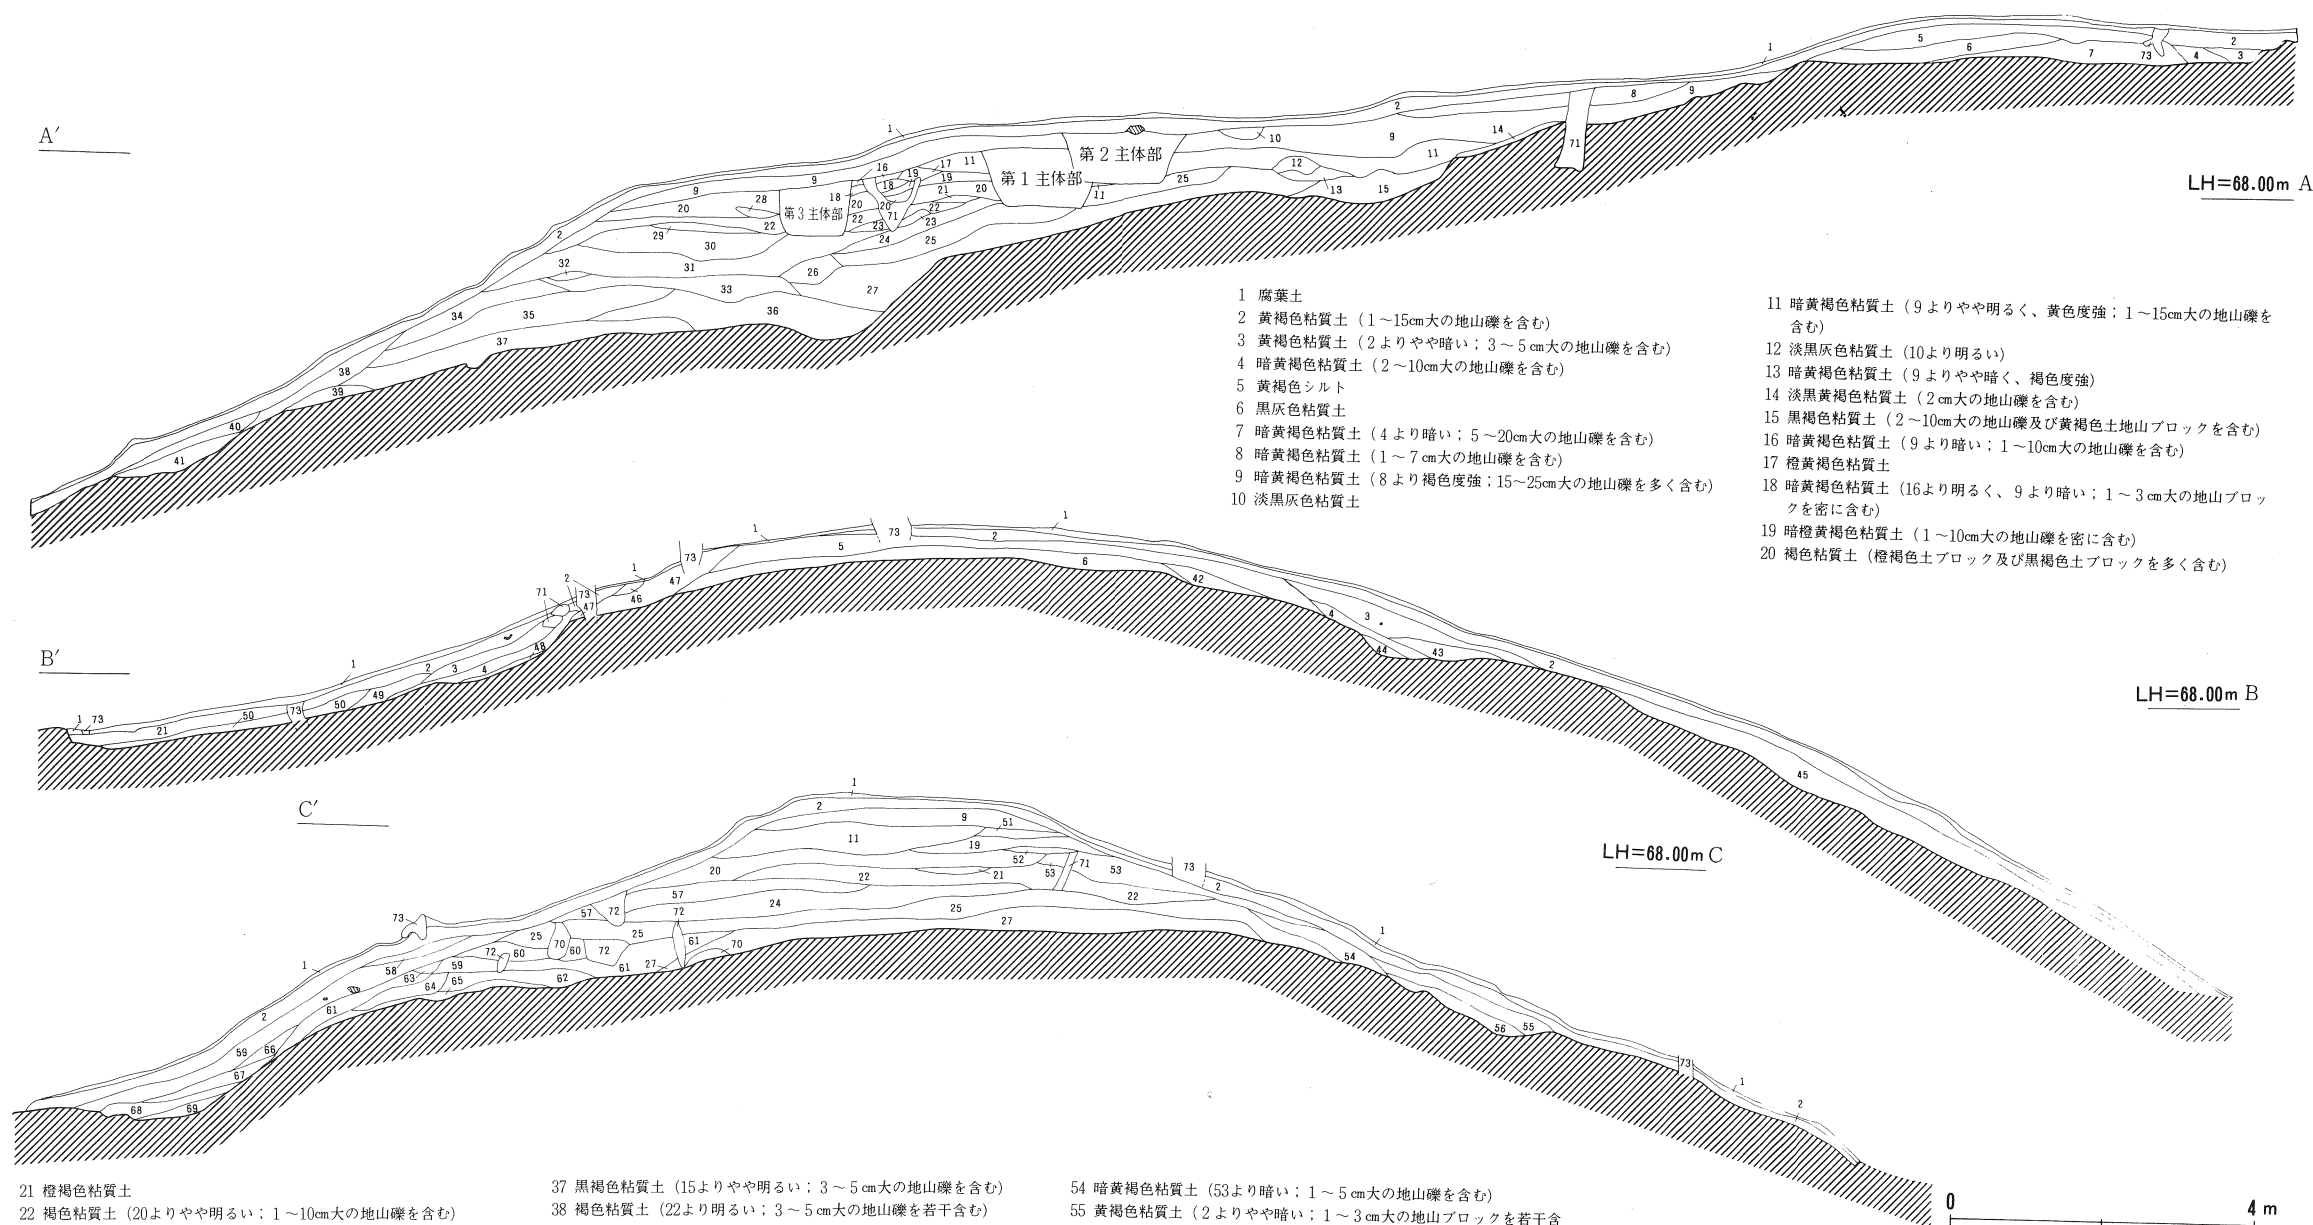 A′
LH=68.00m A
第1主体部
第2主体部
第3主体部
1 腐葉土
2 黄褐色粘質土（1～15㎝大の地山礫を含む）
3 黄褐色粘質土（2よりやや暗い；3～5㎝大の地山礫を含む）
4 暗黄褐色粘質土（2～10㎝大の地山礫を含む）
5 黄褐色シルト
6 黒灰色粘質土
7 暗黄褐色粘質土（4より暗い；5～20㎝大の地山礫を含む）
8 暗黄褐色粘質土（1～7㎝大の地山礫を含む）
9 暗黄褐色粘質土（8より褐色度強；15～25㎝大の地山礫を多く含む）
10 淡黒灰色粘質土
11 暗黄褐色粘質土（9よりやや明るく、黄色度強；1～15㎝大の地山礫を
含む）
12 淡黒灰色粘質土（10より明るい）
13 暗黄褐色粘質土（9よりやや暗く、褐色度強）
14 淡黒黄褐色粘質土（2㎝大の地山礫を含む）
15 黒褐色粘質土（2～10㎝大の地山礫及び黄褐色土地山ブロックを含む）
16 暗黄褐色粘質土（9より暗い；1～10㎝大の地山礫を含む）
17 橙黄褐色粘質土
18 暗黄褐色粘質土（16より明るく、9より暗い；1～3㎝大の地山ブロッ
クを密に含む）
19 暗橙黄褐色粘質土（1～10㎝大の地山礫を密に含む）
20 褐色粘質土（橙褐色土ブロック及び黒褐色土ブロックを多く含む）
B′
LH=68.00m B
C′
LH=68.00m C
21 橙褐色粘質土
22 褐色粘質土（20よりやや明るい；1～10㎝大の地山礫を含む）
37 黒褐色粘質土（15よりやや明るい；3～5㎝大の地山礫を含む）
38 褐色粘質土（22より明るい；3～5㎝大の地山礫を若干含む）
54 暗黄褐色粘質土（53より暗い；1～5㎝大の地山礫を含む）
55 黄褐色粘質土（2よりやや暗い；1～3㎝大の地山ブロックを若干含
0 4 m